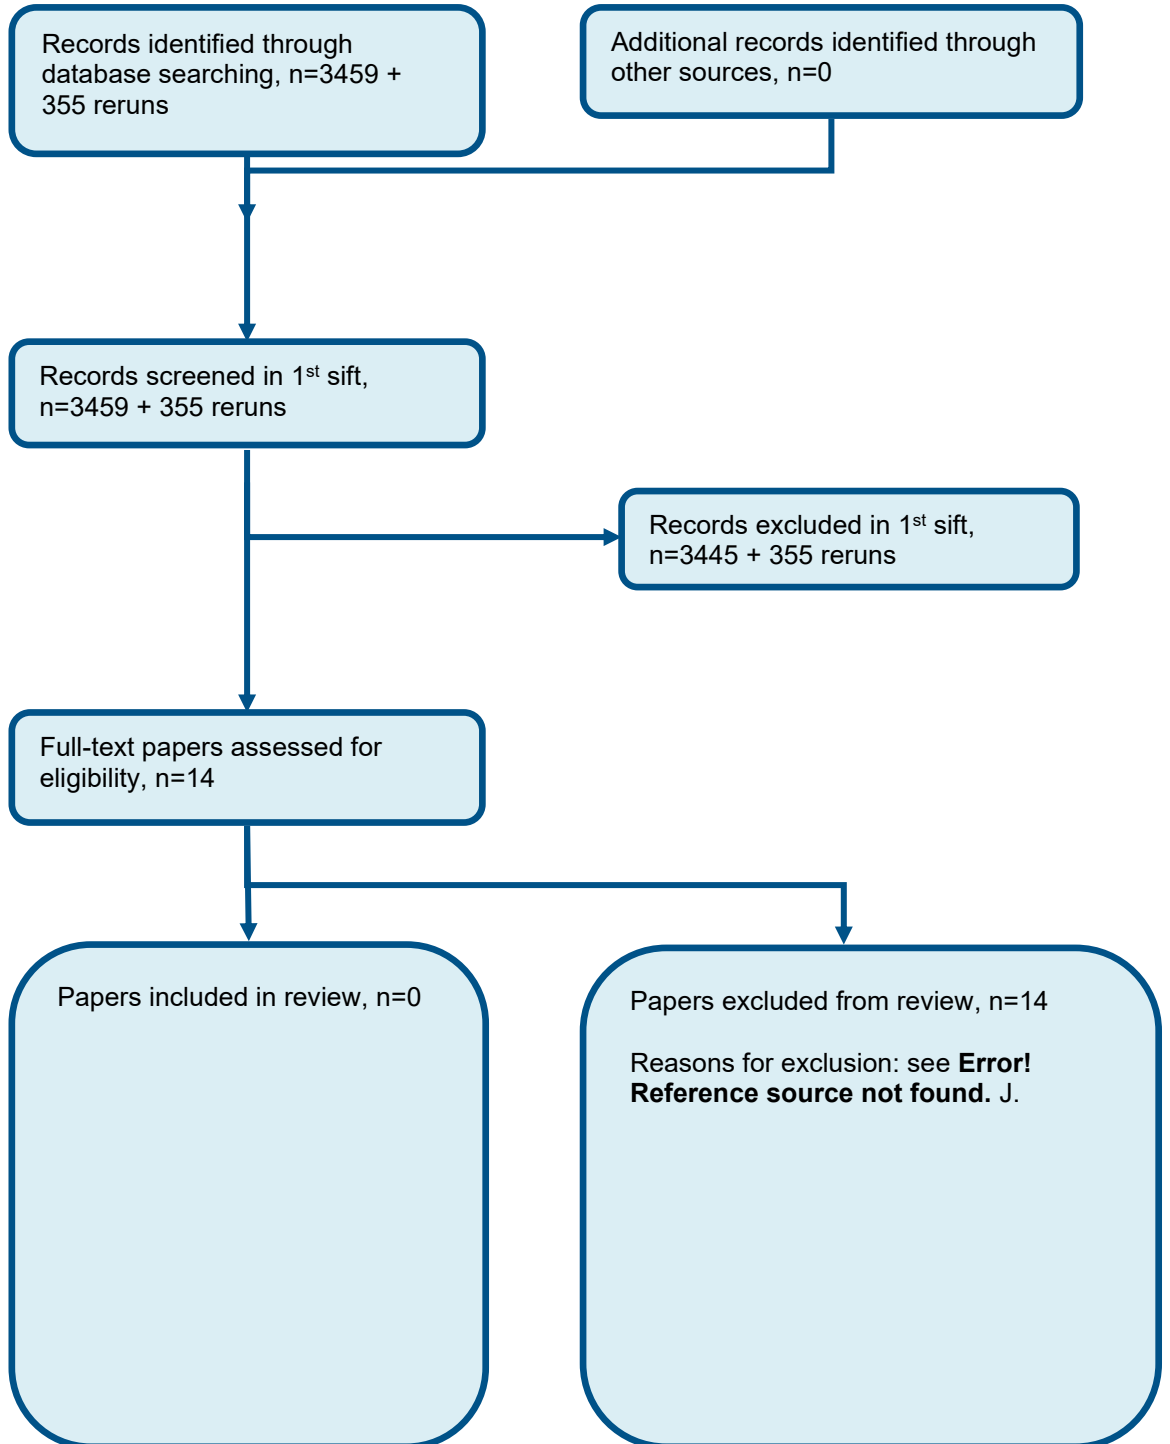 Records identified through
database searching, n=3459 +
355 reruns
Additional records identified through
other sources, n=0
Records screened in 1st sift,
n=3459 + 355 reruns
Records excluded in 1st sift,
n=3445 + 355 reruns
Full-text papers assessed for
eligibility, n=14
Papers included in review, n=0
Papers excluded from review, n=14
Reasons for exclusion: see Error!
Reference source not found. J.